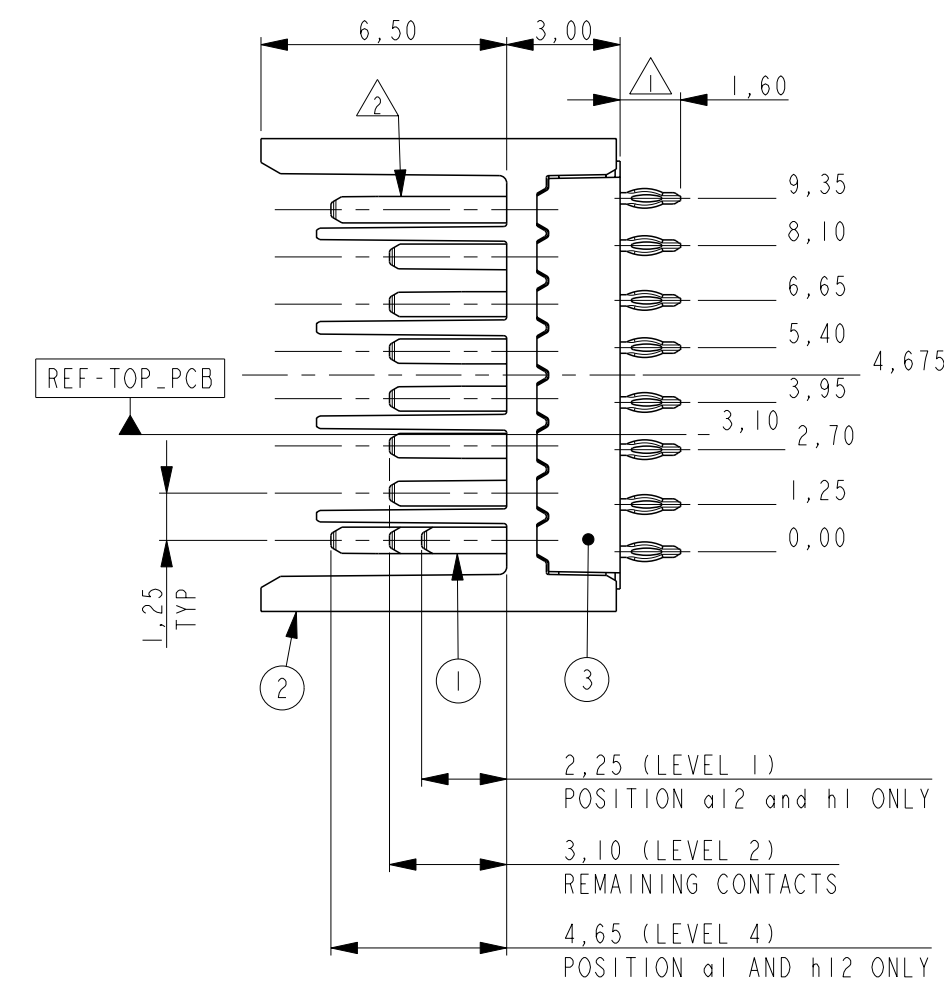 6,50
3,00
2
1
1,60
9,35
8,10
6,65
5,40
4,675
REF-TOP_PCB
3,95
3,10
2,70
1,25
0,00
1,25
TYP
2
1
3
2,25 (LEVEL 1)
POSITION a12 and h1 ONLY
3,10 (LEVEL 2)
REMAINING CONTACTS
4,65 (LEVEL 4)
POSITION a1 AND h12 ONLY